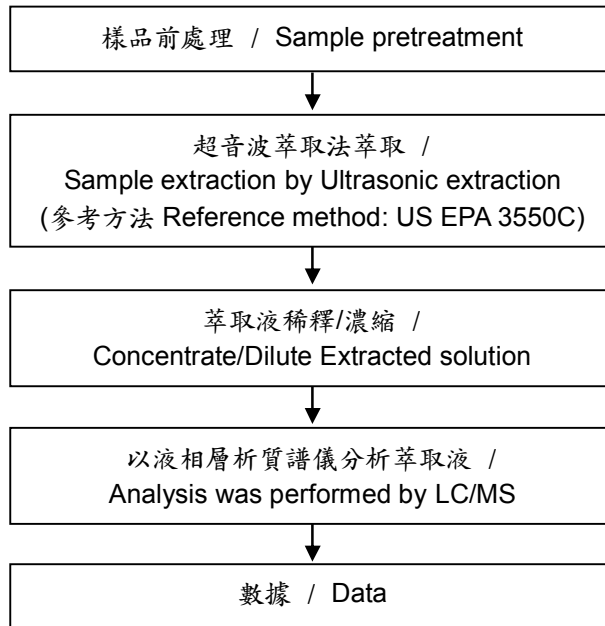 樣品前處理 / Sample pretreatment
超音波萃取法萃取 /
Sample extraction by Ultrasonic extraction
(參考方法 Reference method: US EPA 3550C)
萃取液稀釋/濃縮 /
Concentrate/Dilute Extracted solution
以液相層析質譜儀分析萃取液 /
Analysis was performed by LC/MS
數據 / Data